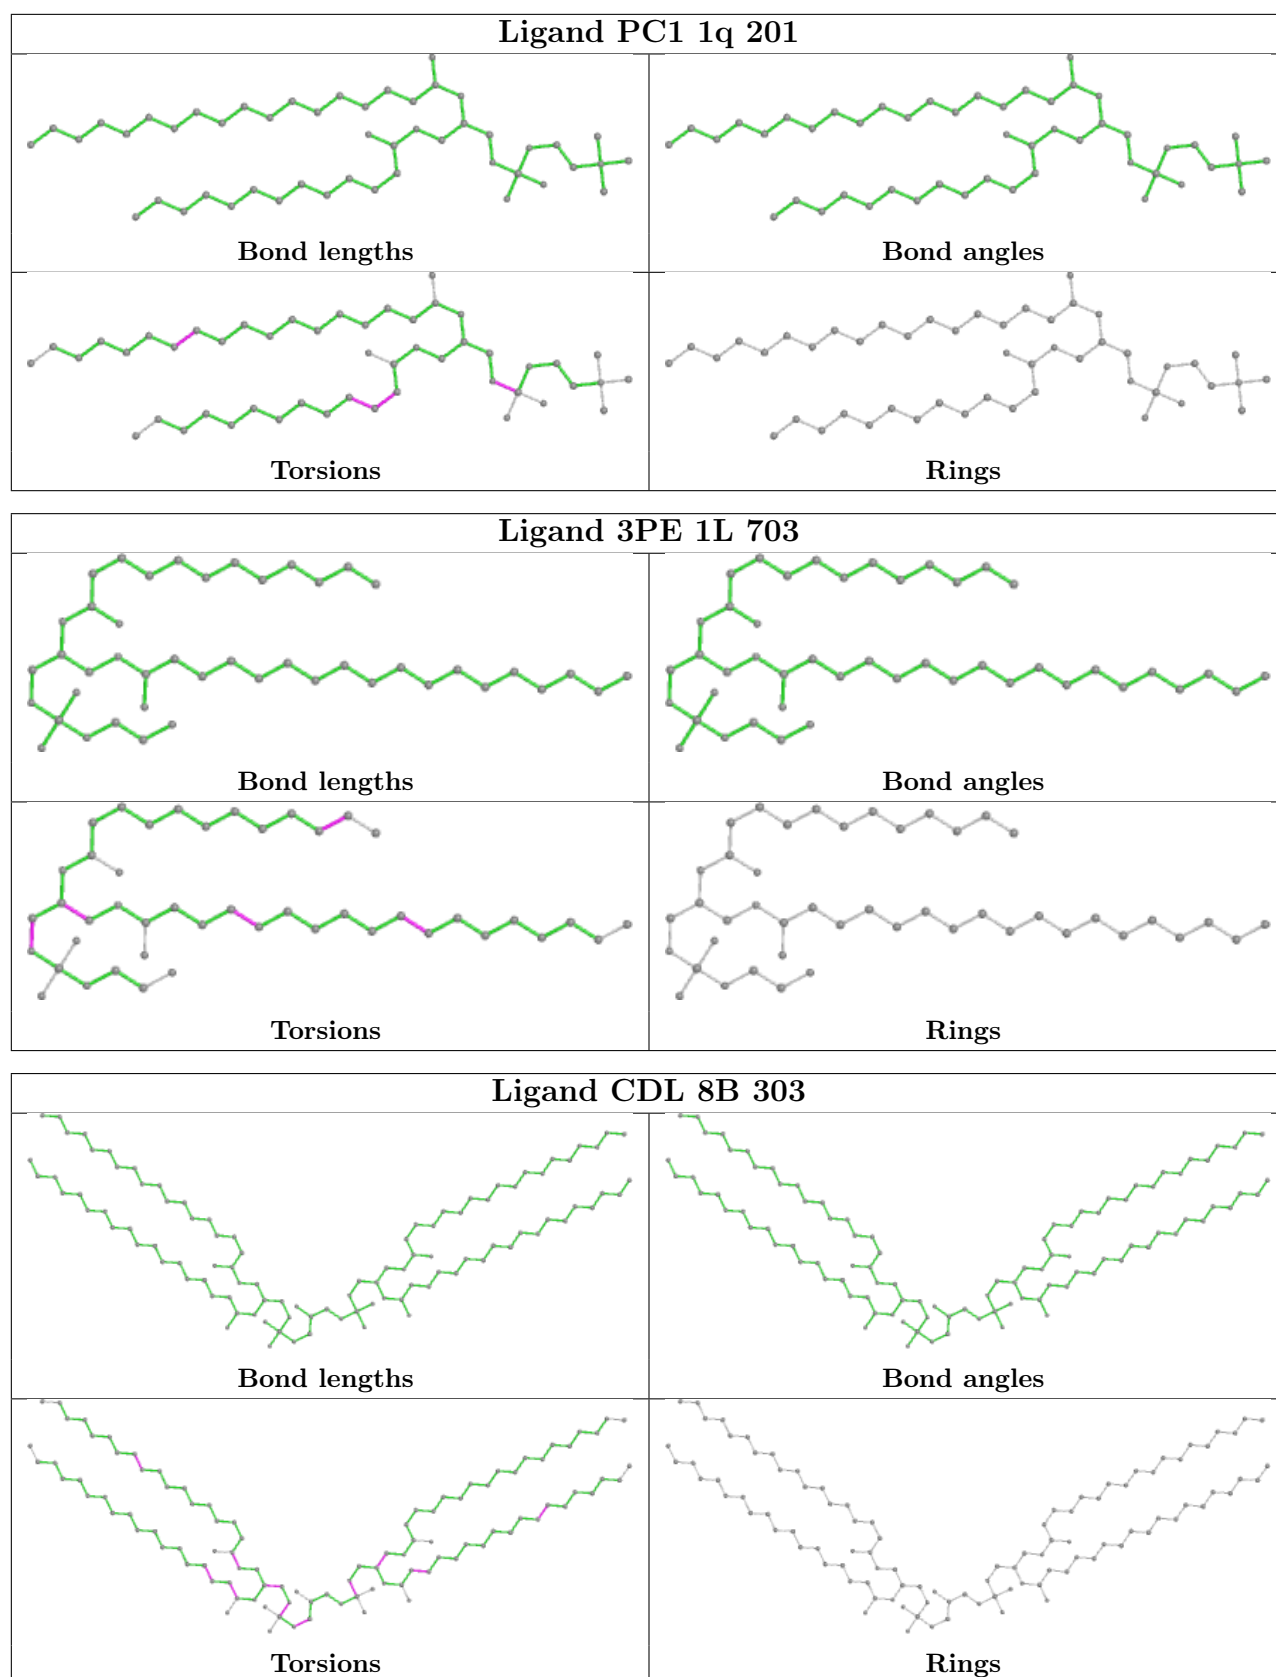 Ligand PC1 1q 201
Bond lengths
Bond angles
Torsions
Rings
Ligand 3PE 1L 703
Bond lengths
Bond angles
Torsions
Rings
Ligand CDL 8B 303
Bond lengths
Bond angles
Torsions
Rings